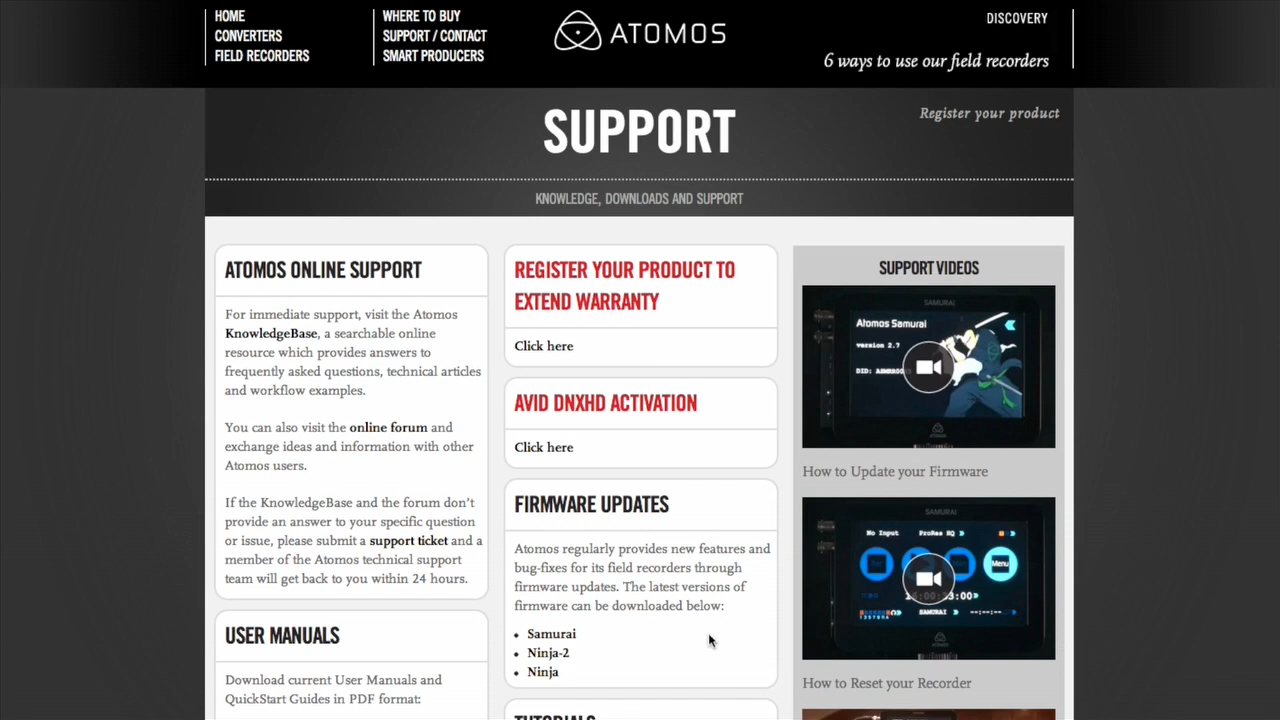 HOME
CONVERTERS
FIELD RECORDERS
WHERE TO BUY
SUPPORT / CONTACT
SMART PRODUCERS
ATOMOS
DISCOVERY
6 ways to use our field recorders
SUPPORT
Register your product
KNOWLEDGE, DOWNLOADS AND SUPPORT
ATOMOS ONLINE SUPPORT
For immediate support, visit the Atomos
KnowledgeBase, a searchable online
resource which provides answers to
frequently asked questions, technical articles
and workflow examples.
You can also visit the online forum and
exchange ideas and information with other
Atomos users.
If the KnowledgeBase and the forum don't
provide an answer to your specific question
or issue, please submit a support ticket and a
member of the Atomos technical support
team will get back to you within 24 hours.
USER MANUALS
Download current User Manuals and
QuickStart Guides in PDF format:
REGISTER YOUR PRODUCT TO
EXTEND WARRANTY
Click here
AVID DNXHD ACTIVATION
Click here
FIRMWARE UPDATES
Atomos regularly provides new features and
bug-fixes for its field recorders through
firmware updates. The latest versions of
firmware can be downloaded below:
• Samurai
• Ninja-2
• Ninja
TUTORIALS
SUPPORT VIDEOS
SAMURAI
Atomos Samurai
version 2.7
DID:
ATOMOS
How to Update your Firmware
SAMURAI
No Input ProRes HQ
Menu
SAMURAI --:--:--
ATOMOS
How to Reset your Recorder